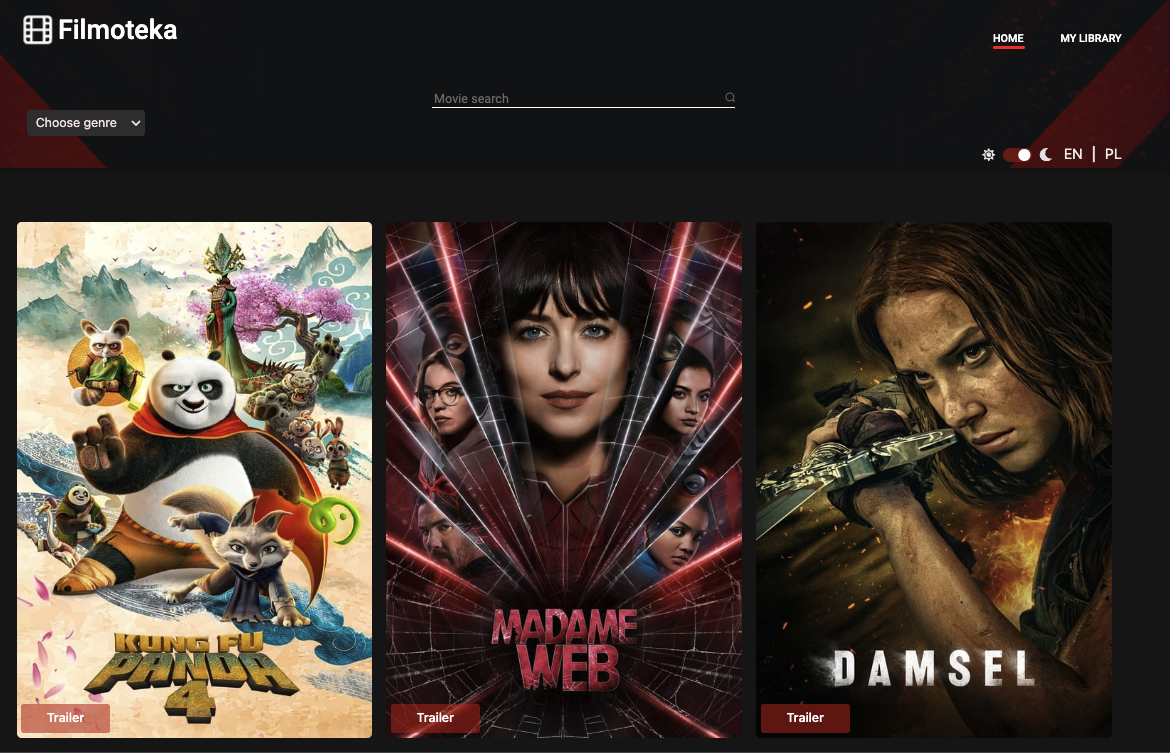 Filmoteka
HOME
MY LIBRARY
Movie search
Choose genre
EN | PL
KUNG FU
PANDA
4
Trailer
MADAME
WEB
Trailer
DAMSEL
Trailer